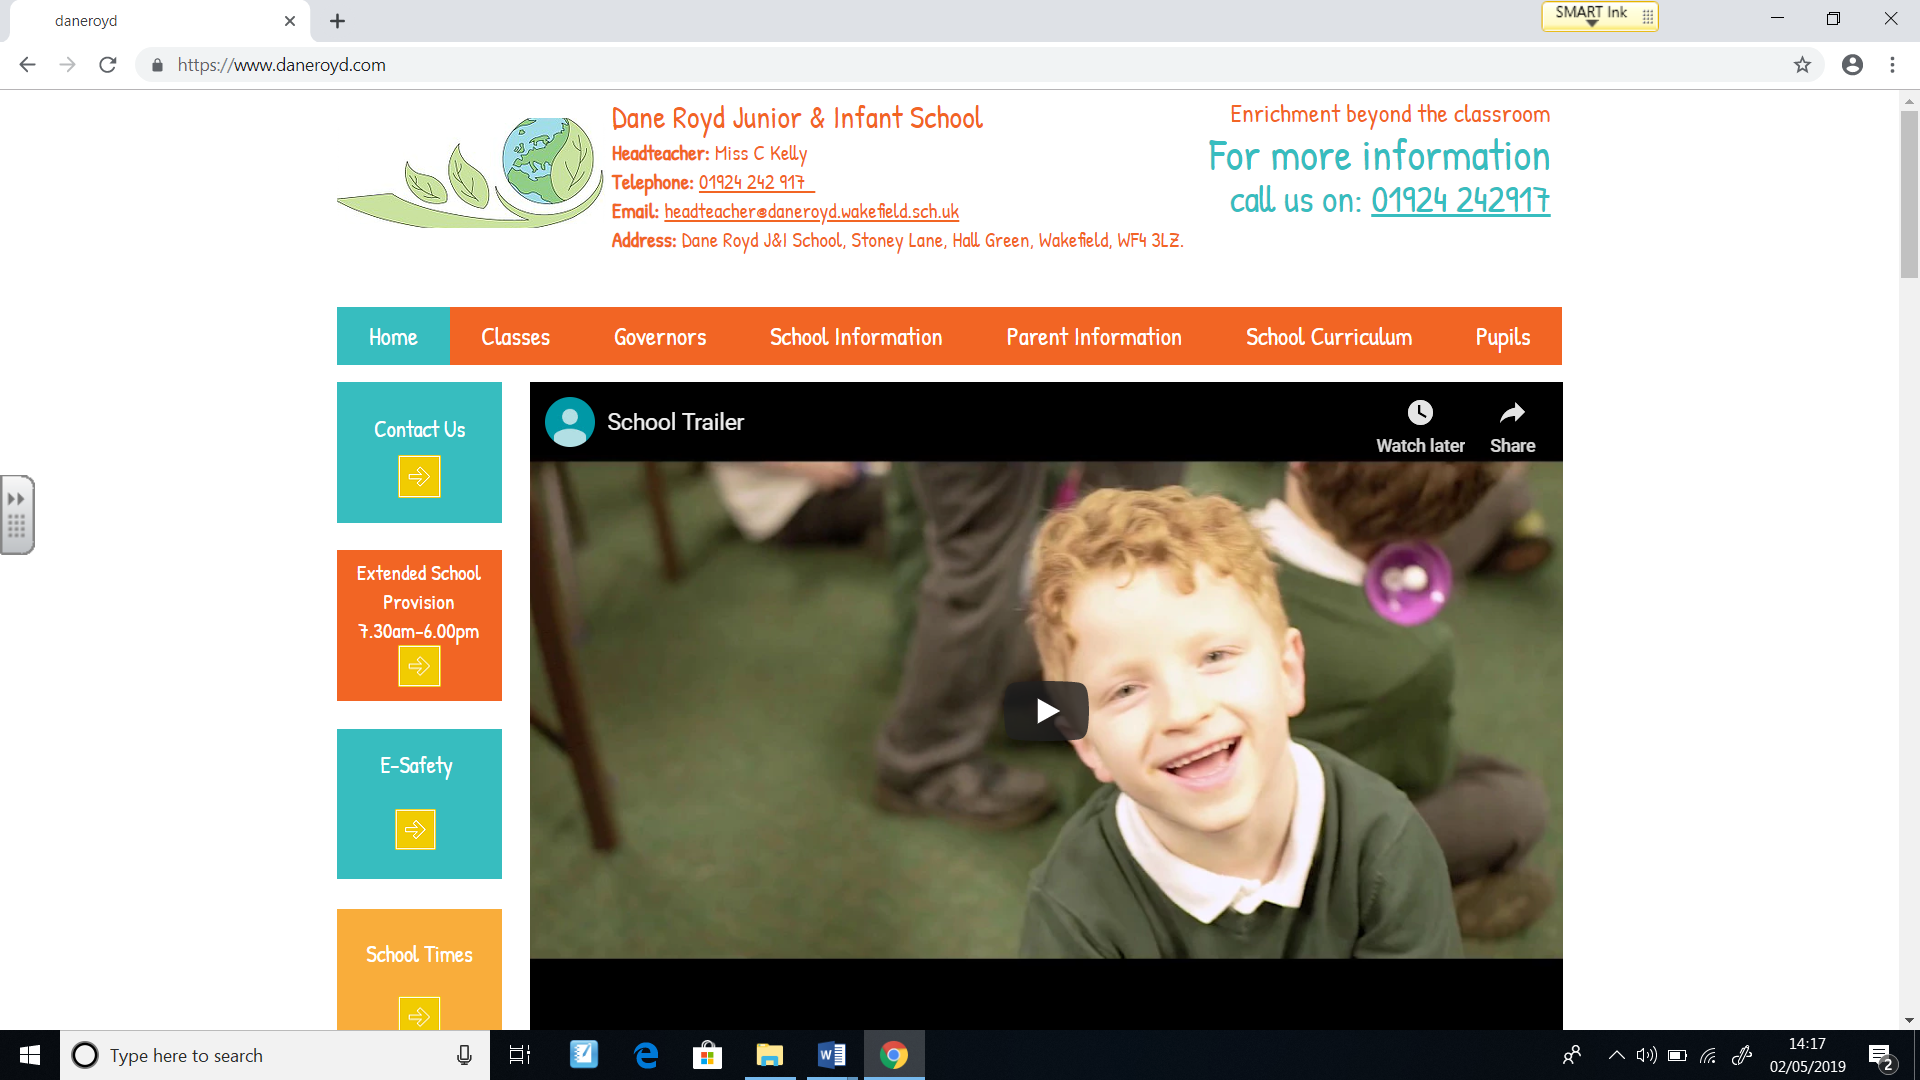 daneroyd
SMART Ink
https://www.daneroyd.com
Dane Royd Junior & Infant School
Headteacher: Miss C Kelly
Telephone: 01924 242 917
Email: headteacher@daneroyd.wakefield.sch.uk
Address: Dane Royd J&I School, Stoney Lane, Hall Green, Wakefield, WF4 3LZ.
Enrichment beyond the classroom
For more information
call us on: 01924 242917
Home Classes Governors School Information Parent Information School Curriculum Pupils
Contact Us
Extended School
Provision
7.30am-6.00pm
E-Safety
School Times
School Trailer
Watch later Share
Type here to search
14:17
02/05/2019
2